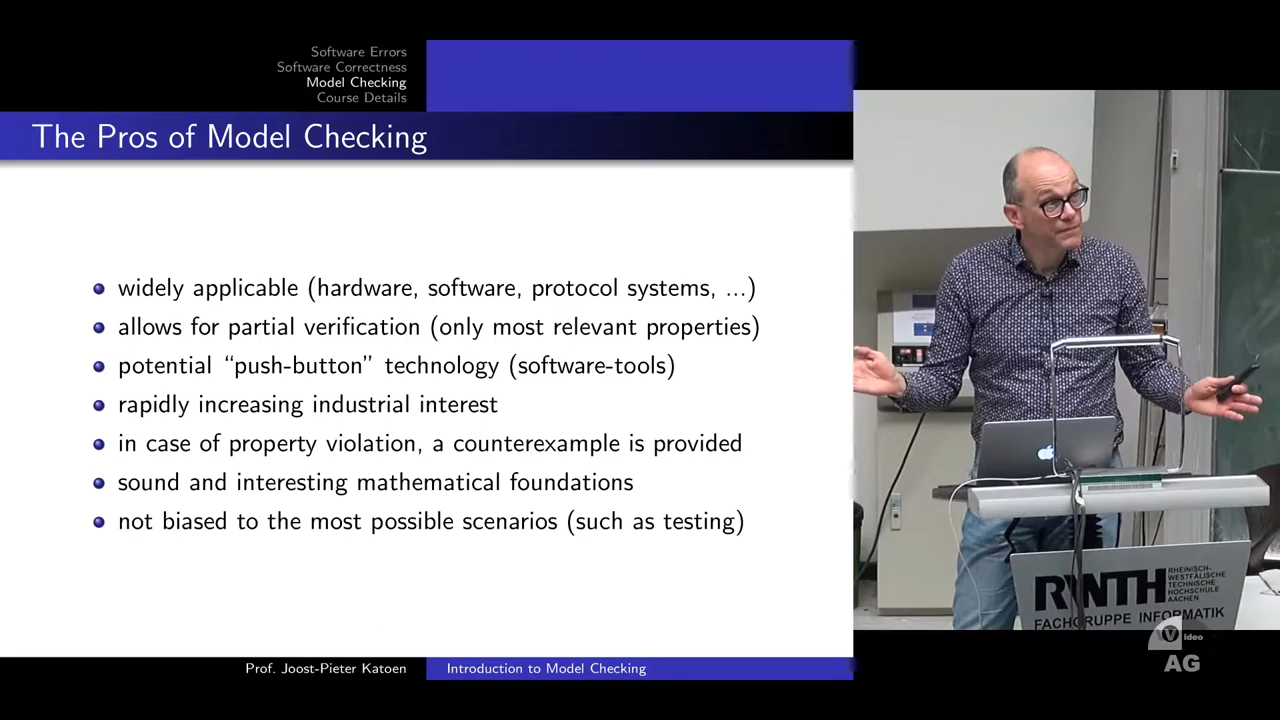 Software Errors
Software Correctness
Model Checking
Course Details
The Pros of Model Checking
widely applicable (hardware, software, protocol systems, ...)
allows for partial verification (only most relevant properties)
potential “push-button” technology (software-tools)
rapidly increasing industrial interest
in case of property violation, a counterexample is provided
sound and interesting mathematical foundations
not biased to the most possible scenarios (such as testing)
Prof. Joost-Pieter Katoen
Introduction to Model Checking
RWTH
RHEINISCH-
WESTFÄLISCHE
TECHNISCHE
HOCHSCHULE
AACHEN
FACHGRUPPE INFORMATIK
Video
AG